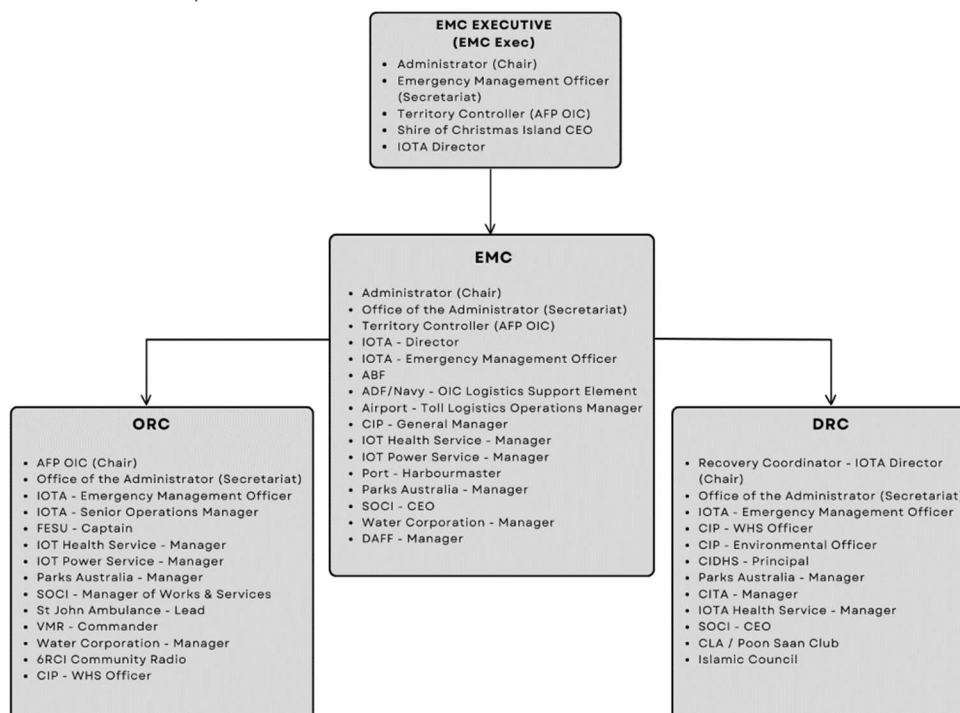 EMC EXECUTIVE
(EMC Exec)
• Administrator (Chair)
• Emergency Management Officer
(Secretariat)
• Territory Controller (AFP OIC)
• Shire of Christmas Island CEO
• IOTA Director
EMC
• Administrator (Chair)
• Office of the Administrator (Secretariat)
• Territory Controller (AFP OIC)
• IOTA - Director
• IOTA - Emergency Management Officer
• ABF
• ADF/Navy - OIC Logistics Support Element
• Airport - Toll Logistics Operations Manager
• CIP - General Manager
• IOT Health Service - Manager
• IOT Power Service - Manager
• Port - Harbourmaster
• Parks Australia - Manager
• SOCI - CEO
• Water Corporation - Manager
• DAFF - Manager
ORC
• AFP OIC (Chair)
• Office of the Administrator (Secretariat)
• IOTA - Emergency Management Officer
• IOTA - Senior Operations Manager
• FESU - Captain
• IOT Health Service - Manager
• IOT Power Service - Manager
• Parks Australia - Manager
• SOCI - Manager of Works & Services
• St John Ambulance - Lead
• VMR - Commander
• Water Corporation - Manager
• 6RCI Community Radio
• CIP - WHS Officer
DRC
• Recovery Coordinator - IOTA Director
(Chair)
• Office of the Administrator (Secretariat
• IOTA - Emergency Management Officer
• CIP - WHS Officer
• CIP - Environmental Officer
• CIDHS - Principal
• Parks Australia - Manager
• CITA - Manager
• IOTA Health Service - Manager
• SOCI - CEO
• CLA / Poon Saan Club
• Islamic Council